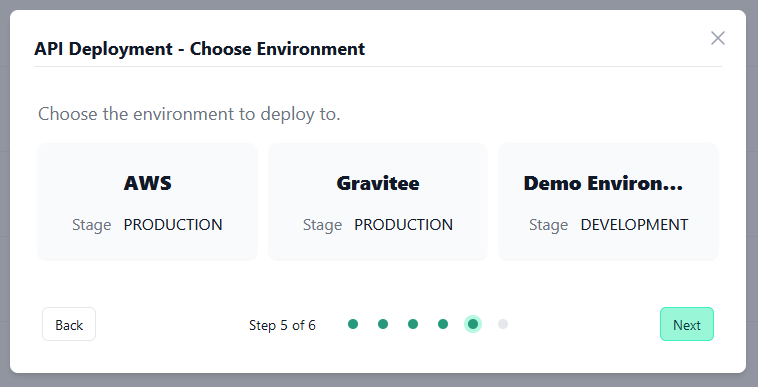 API Deployment - Choose Environment
Choose the environment to deploy to.
AWS
Stage PRODUCTION
Gravitee
Stage PRODUCTION
Demo Environ...
Stage DEVELOPMENT
Back
Step 5 of 6
Next